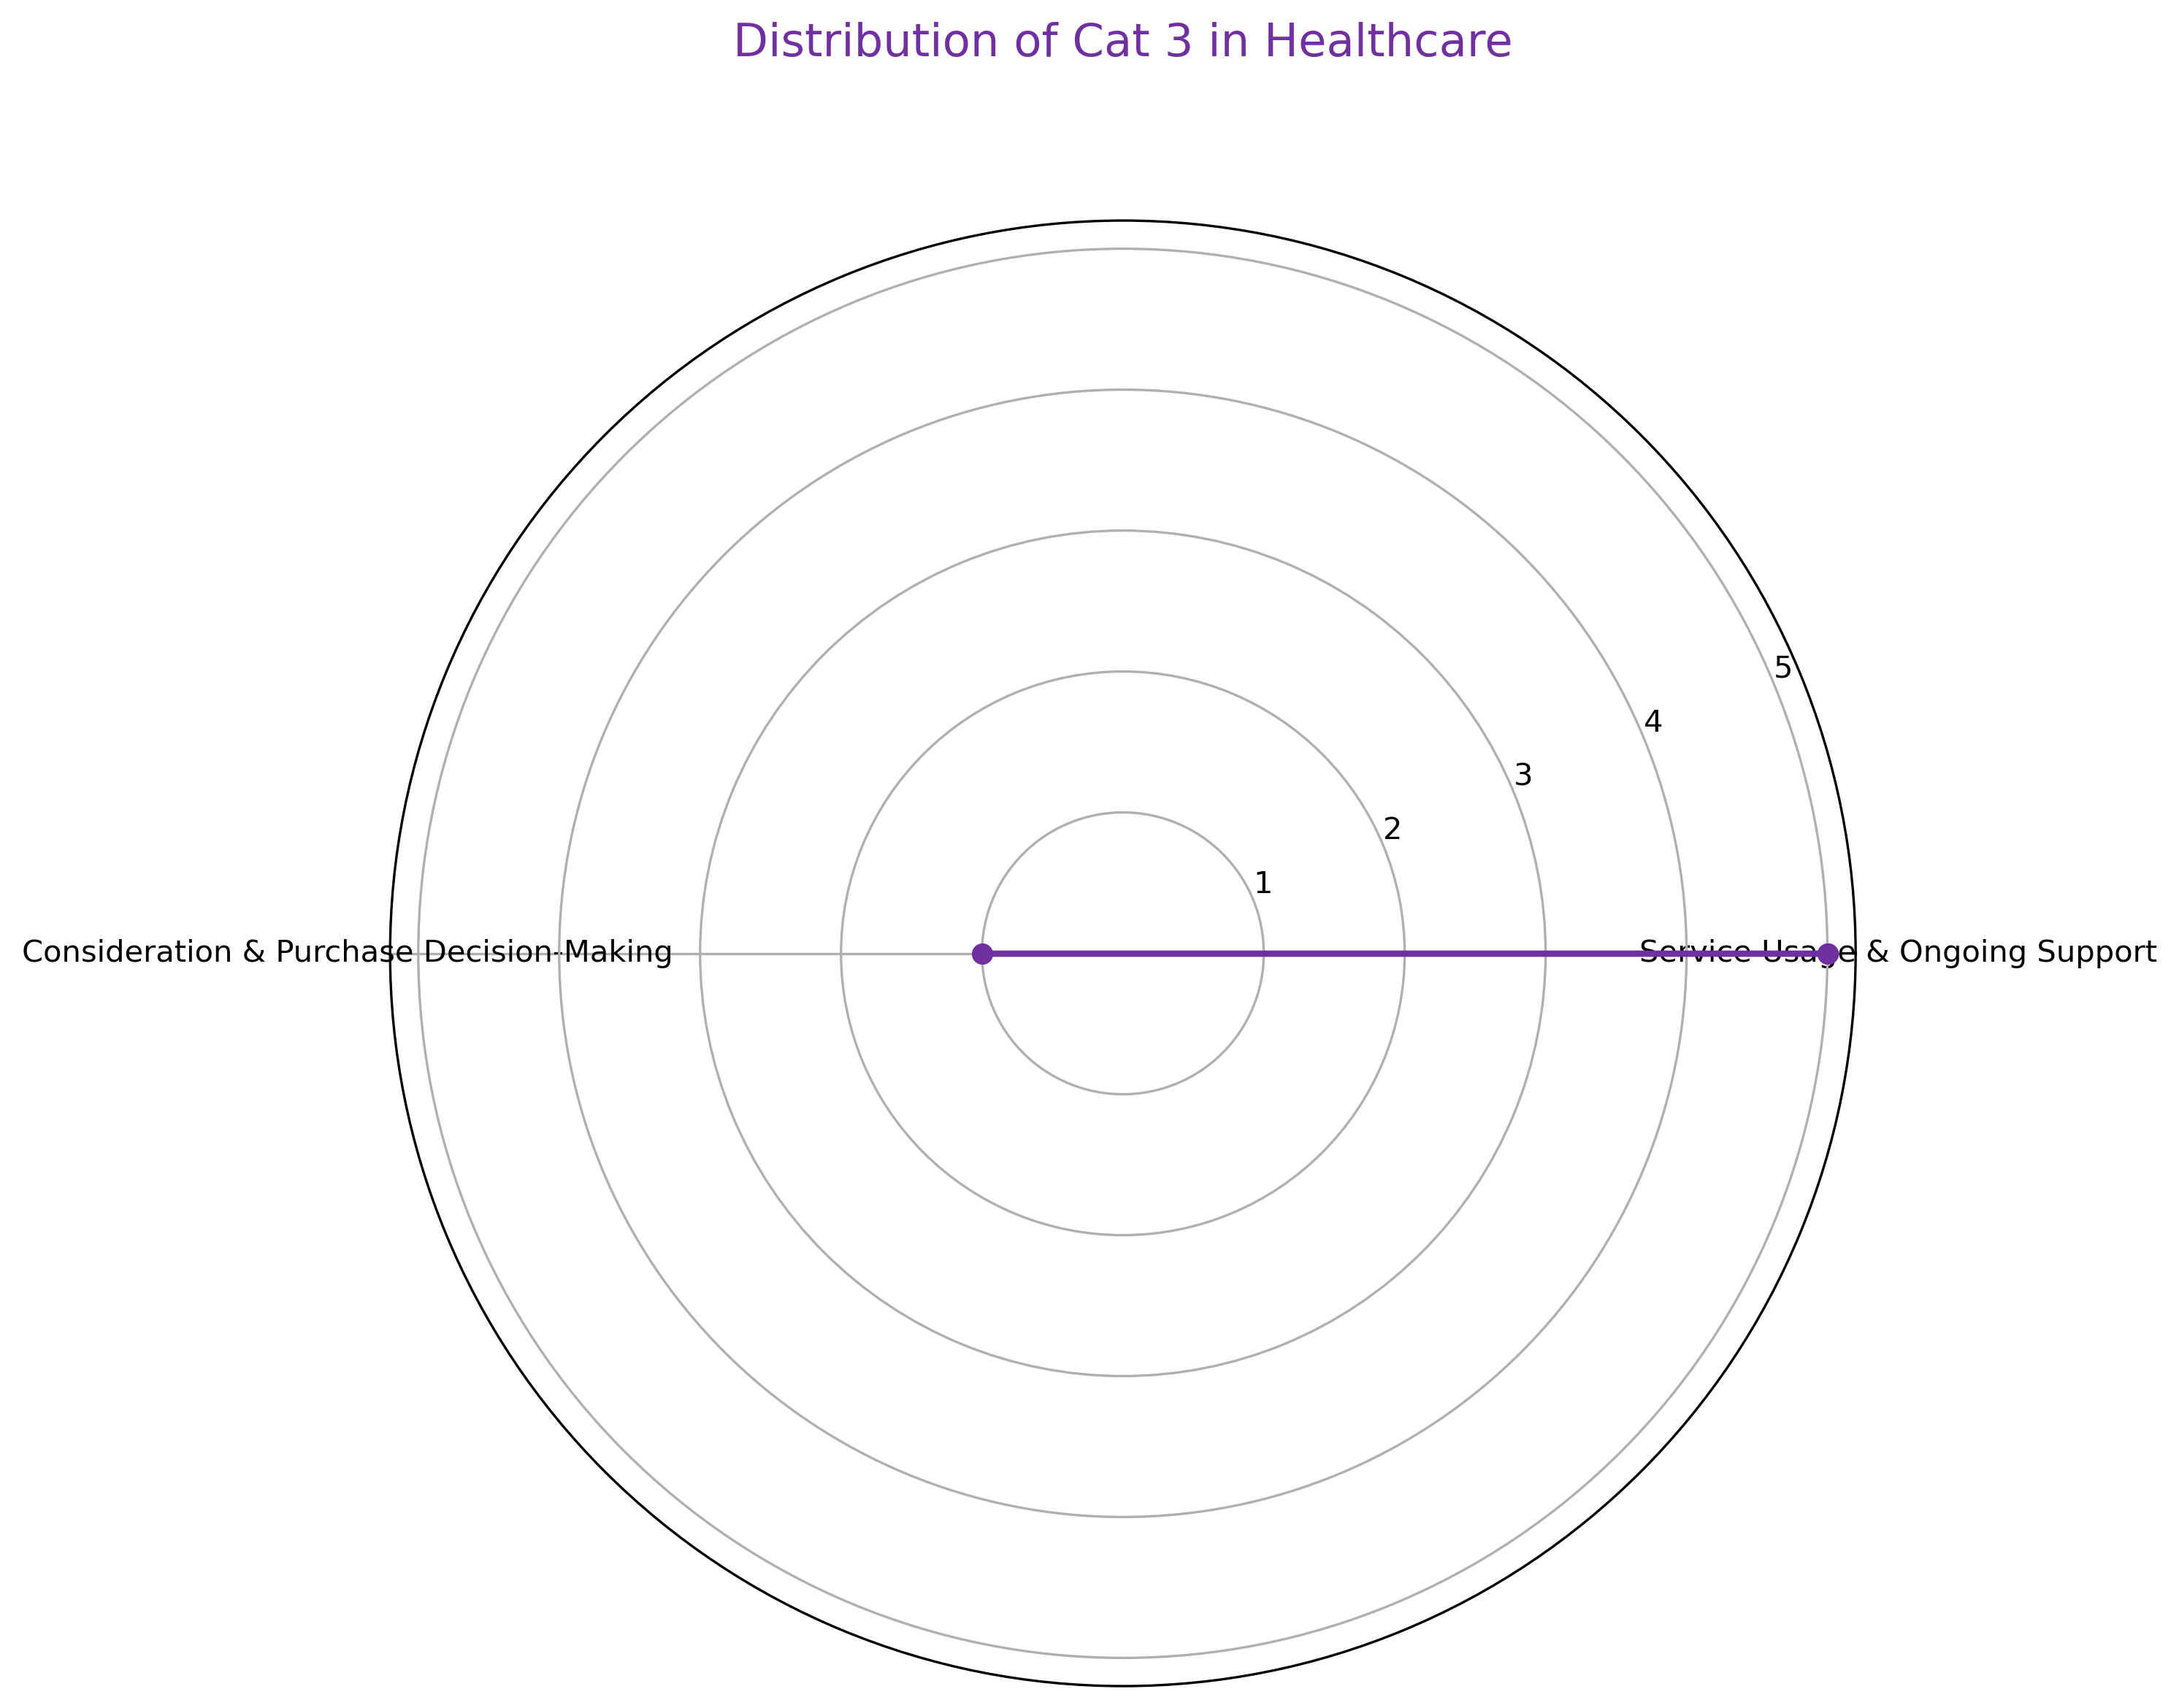 Distribution of Cat 3 in Healthcare
5
4
3
2
1
Consideration & Purchase Decision-Making
Service Usage & Ongoing Support